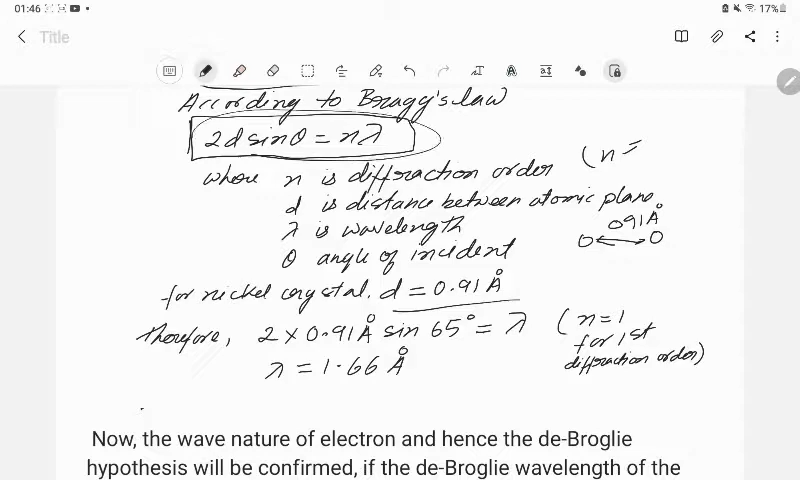 01:46
17%
Title
According to Bragg's law
2d sinθ = nλ
where n is diffraction order (n =
d is distance between atomic plane.
0.91Å
λ is wavelength
θ angle of incident
for nickel crystal, d = 0.91 Å
Therefore, 2 × 0.91Å sin 65° = λ (n=1
for 1st
diffraction order)
λ = 1.66 Å
Now, the wave nature of electron and hence the de-Broglie
hypothesis will be confirmed, if the de-Broglie wavelength of the